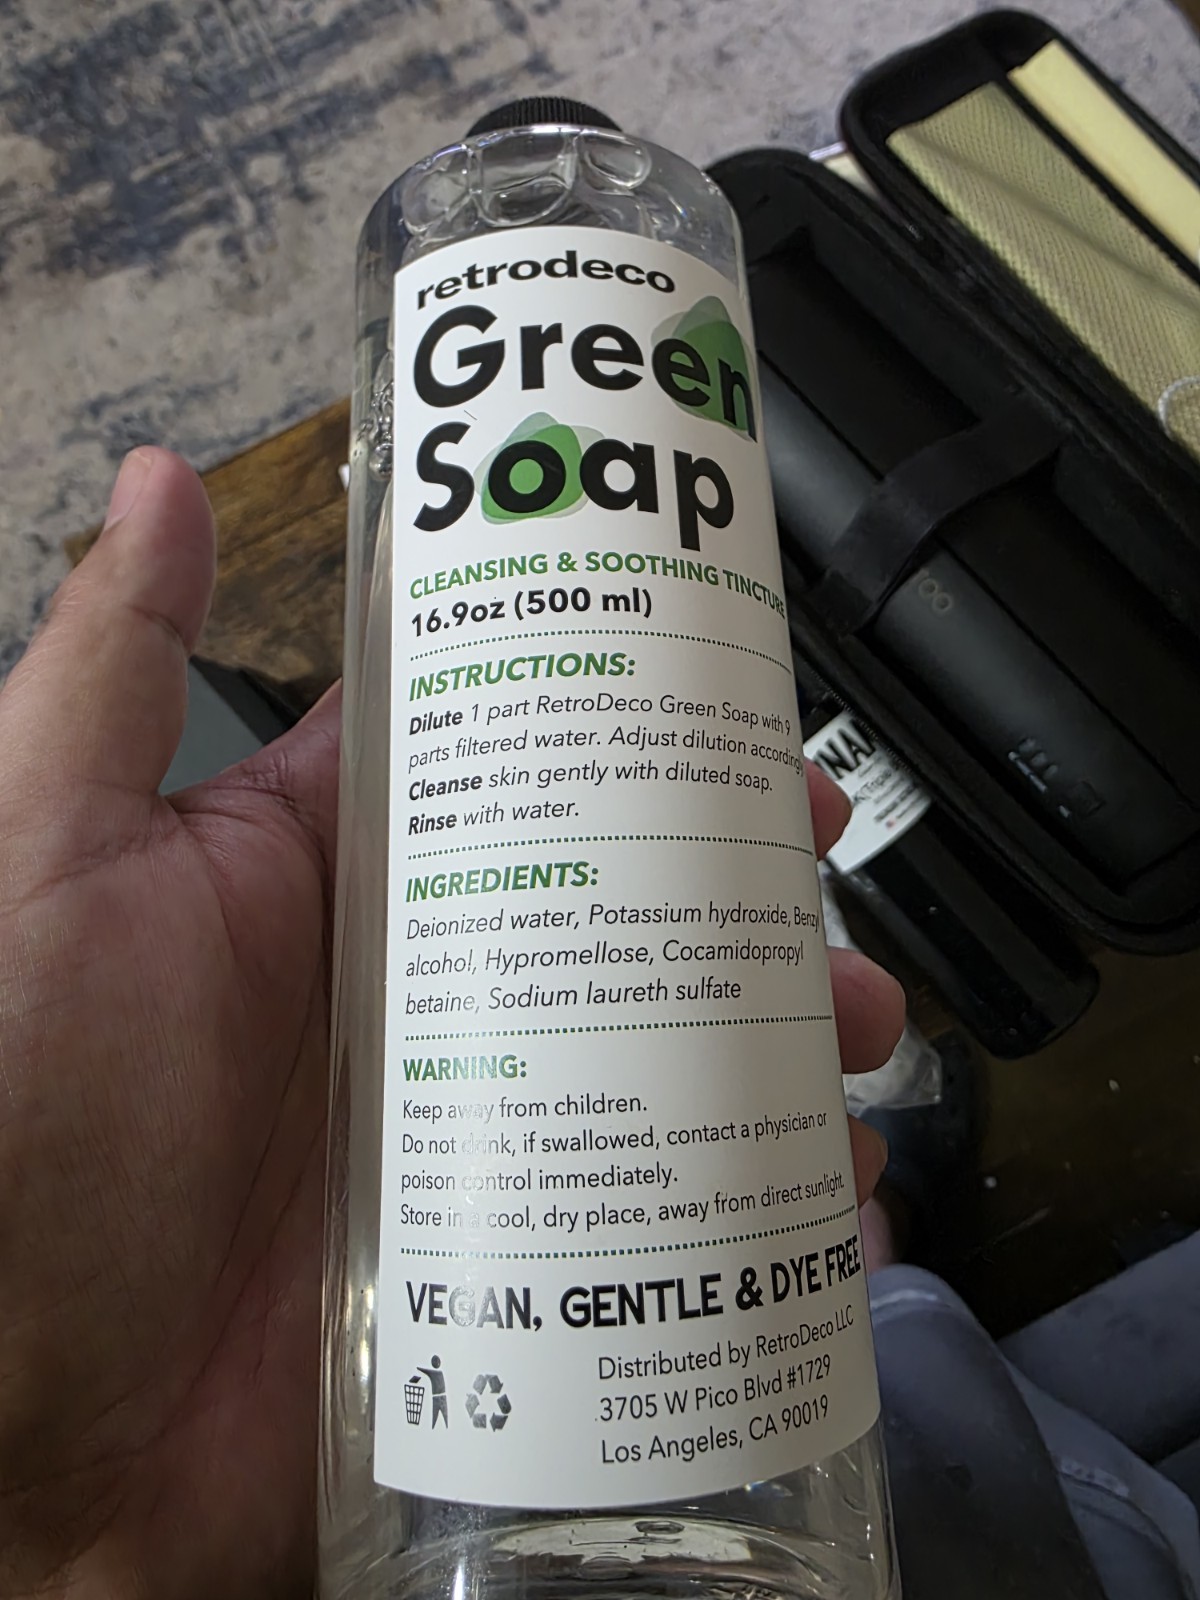 retrodeco
Green
Soap
CLEANSING & SOOTHING TINCTURE
16.9oz (500 ml)
INSTRUCTIONS:
Dilute 1 part RetroDeco Green Soap with 9
parts filtered water. Adjust dilution accordingly
Cleanse skin gently with diluted soap.
Rinse with water.
INGREDIENTS:
Deionized water, Potassium hydroxide, Benzyl
alcohol, Hypromellose, Cocamidopropyl
betaine, Sodium laureth sulfate
WARNING:
Keep away from children.
Do not drink, if swallowed, contact a physician or
poison control immediately.
Store in a cool, dry place, away from direct sunlight.
VEGAN, GENTLE & DYE FREE
Distributed by RetroDeco LLC
3705 W Pico Blvd #1729
Los Angeles, CA 90019